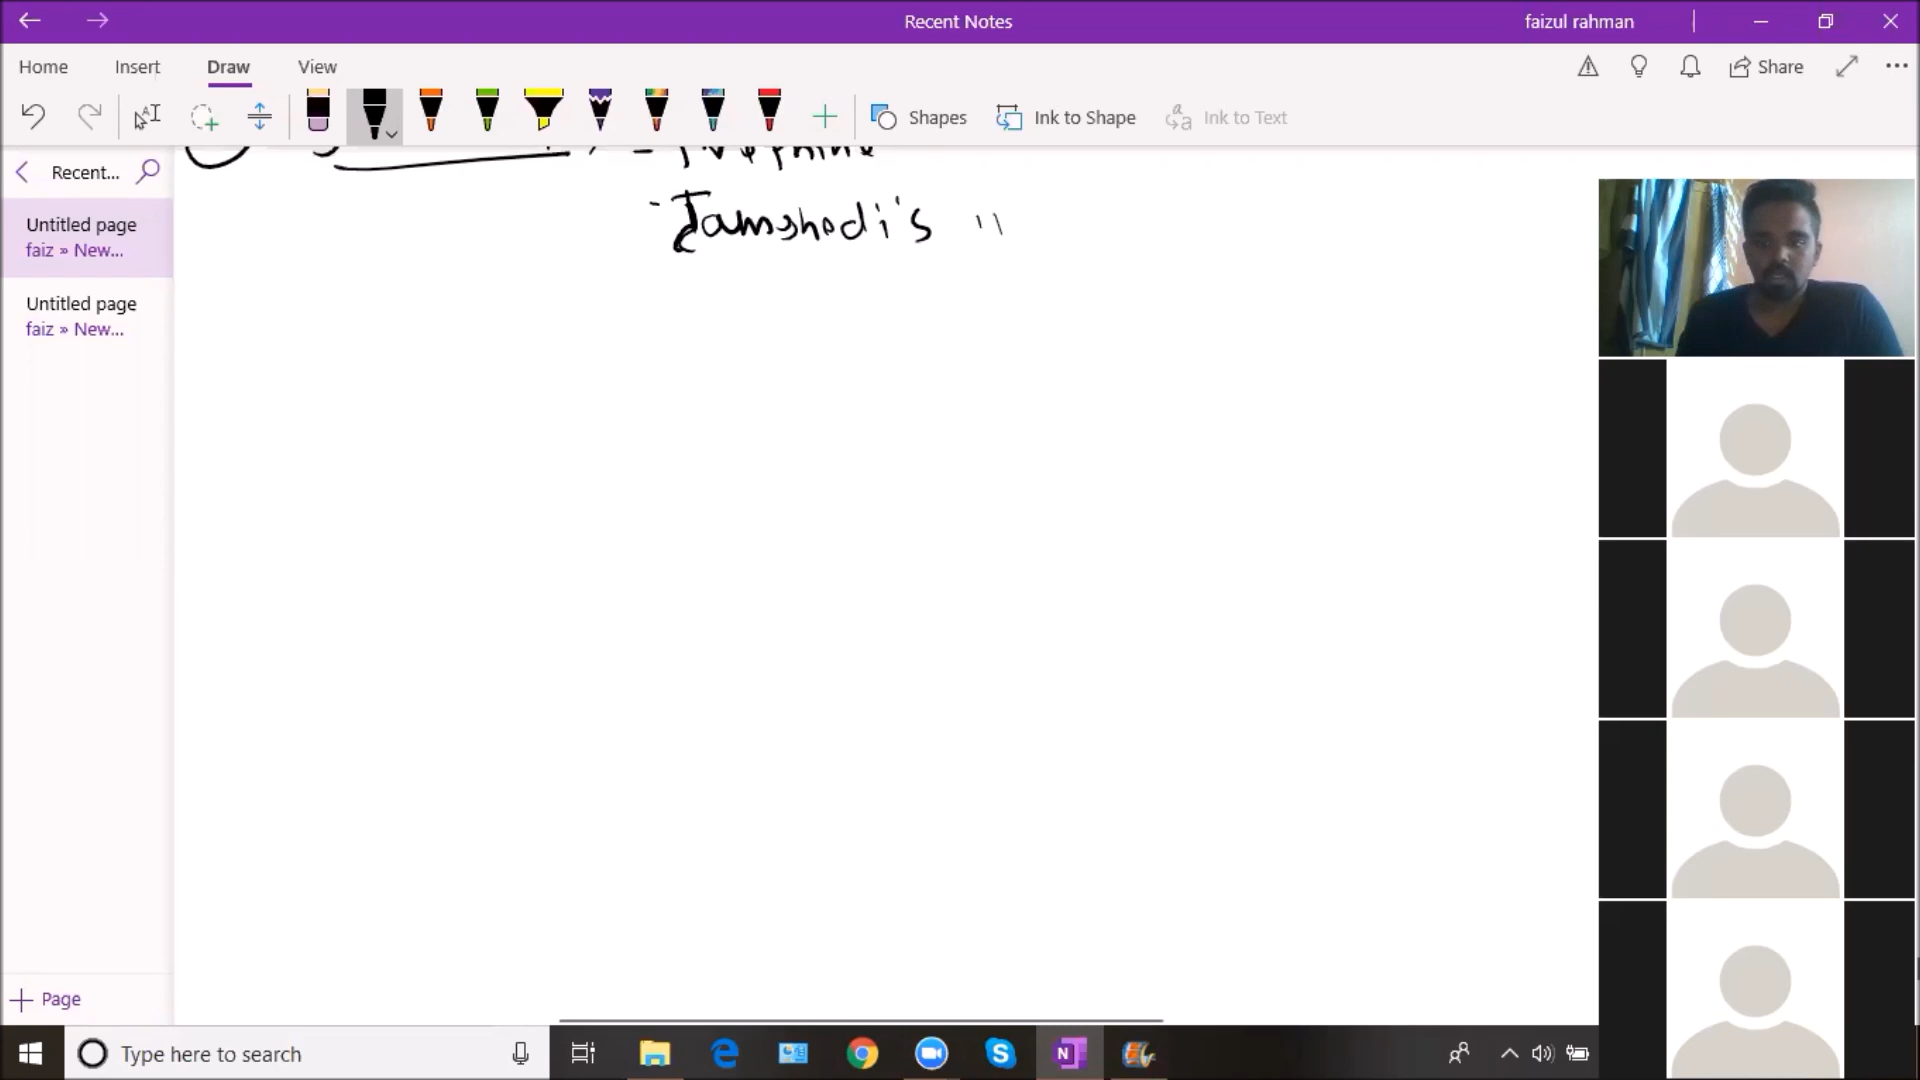 Recent Notes
faizul rahman
Home Insert Draw View
Share
Shapes
Ink to Shape
Ink to Text
Recent...
Untitled page
faiz » New...
Untitled page
faiz » New...
- Jamshedi's "
Page
Type here to search